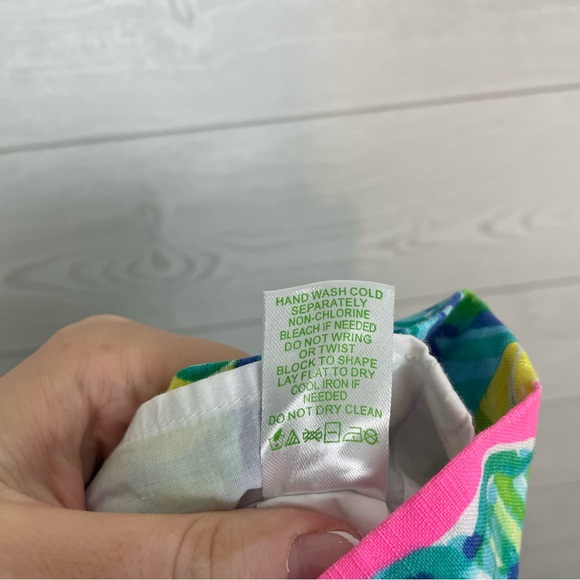 HAND WASH COLD
SEPARATELY
NON-CHLORINE
BLEACH IF NEEDED
DO NOT WRING
OR TWIST
BLOCK TO SHAPE
LAY FLAT TO DRY
COOL IRON IF
NEEDED
DO NOT DRY CLEAN